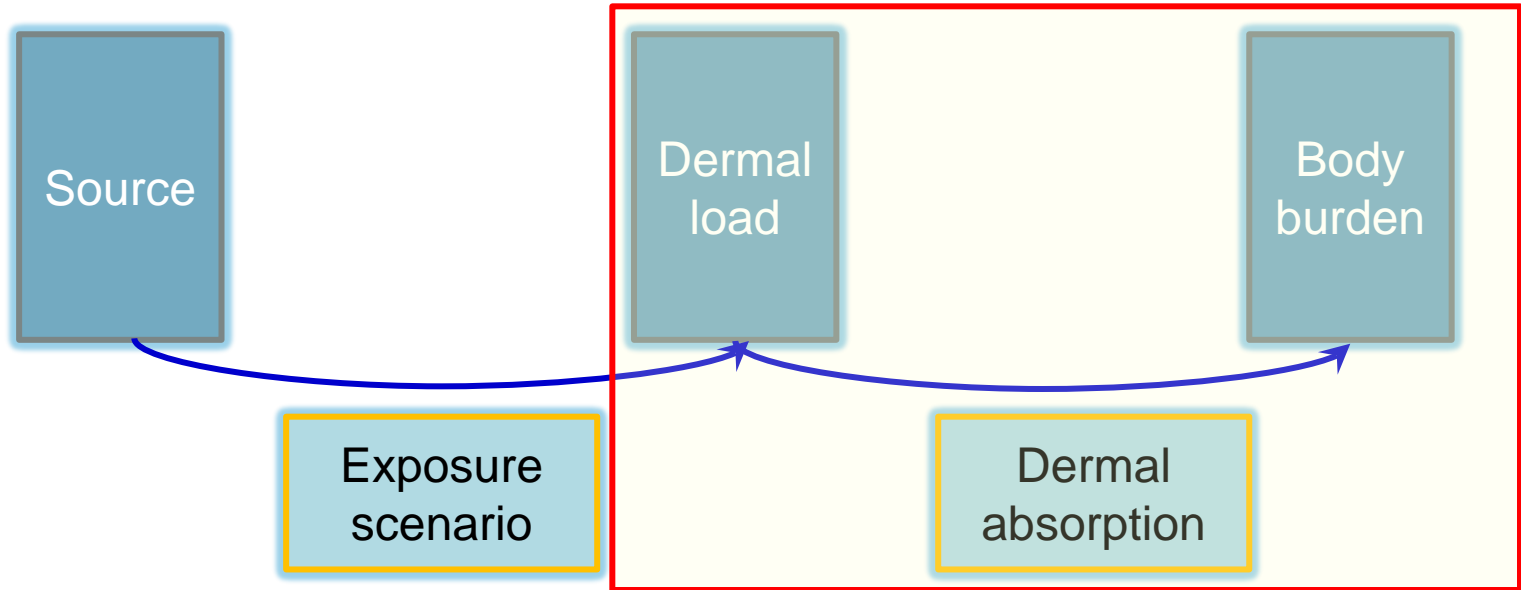 Source
Dermal
load
Body
burden
Exposure
scenario
Dermal
absorption